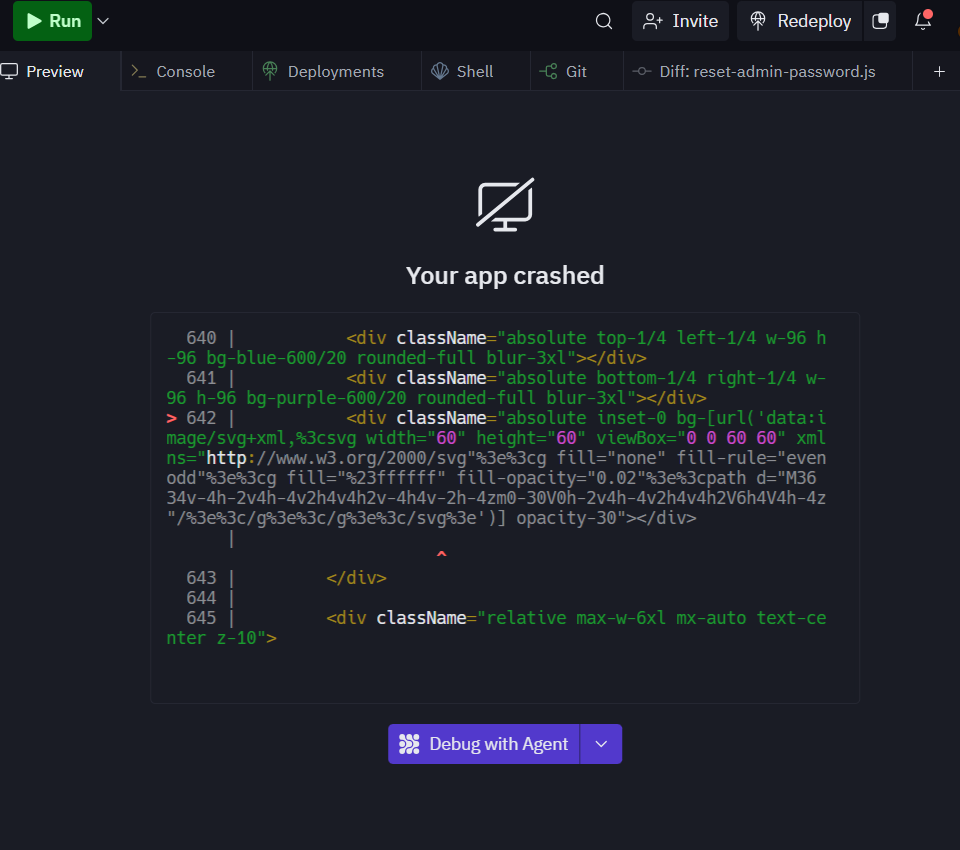 Run
Invite
Redeploy
Preview
Console
Deployments
Shell
Git
Diff: reset-admin-password.js
+
Your app crashed
640 |           <div className="absolute top-1/4 left-1/4 w-96 h
-96 bg-blue-600/20 rounded-full blur-3xl"></div>
641 |           <div className="absolute bottom-1/4 right-1/4 w-
96 h-96 bg-purple-600/20 rounded-full blur-3xl"></div>
> 642 |           <div className="absolute inset-0 bg-[url('data:i
mage/svg+xml,%3csvg width="60" height="60" viewBox="0 0 60 60" xml
ns="http://www.w3.org/2000/svg"%3e%3cg fill="none" fill-rule="even
odd"%3e%3cg fill="%23ffffff" fill-opacity="0.02"%3e%3cpath d="M36
34v-4h-2v4h-4v2h4v4h2v-4h4v-2h-4zm0-30V0h-2v4h-4v2h4v4h2V6h4V4h-4z
"/%3e%3c/g%3e%3c/g%3e%3c/svg%3e')] opacity-30"></div>
|
^
643 |         </div>
644 |
645 |         <div className="relative max-w-6xl mx-auto text-ce
nter z-10">
Debug with Agent